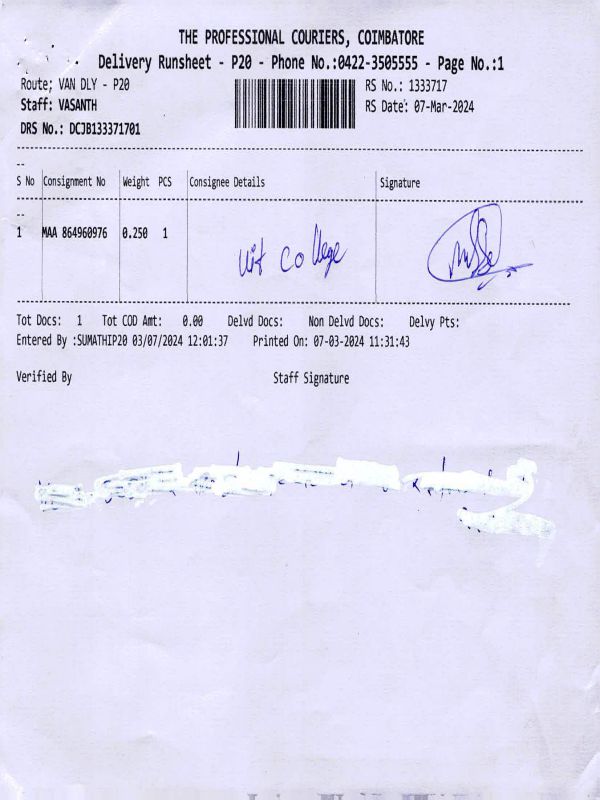 THE PROFESSIONAL COURIERS, COIMBATORE
Delivery Runsheet - P20 - Phone No.:0422-3505555 - Page No.:1
Route; VAN DLY - P20
RS No.: 1333717
Staff: VASANTH
RS Date: 07-Mar-2024
DRS No.: DCJB133371701
S No Consignment No Weight PCS Consignee Details Signature
1 MAA 864960976 0.250 1 Uit College
Tot Docs: 1 Tot COD Amt: 0.00 Delvd Docs: Non Delvd Docs: Delvy Pts:
Entered By :SUMATHIP20 03/07/2024 12:01:37 Printed On: 07-03-2024 11:31:43
Verified By Staff Signature